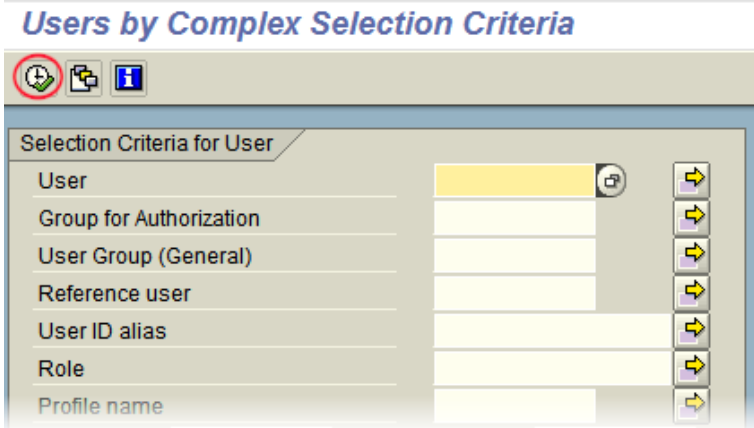 Users by Complex Selection Criteria
Selection Criteria for User
User
Group for Authorization
User Group (General)
Reference user
User ID alias
Role
Profile name